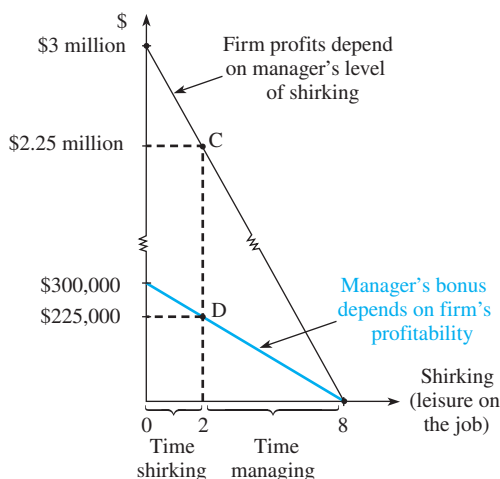 $
$3 million
Firm profits depend
on manager's level
of shirking
$2.25 million
C
$300,000
$225,000
D
Manager's bonus
depends on firm's
profitability
Shirking
(leisure on
the job)
0
2
8
Time
shirking
Time
managing